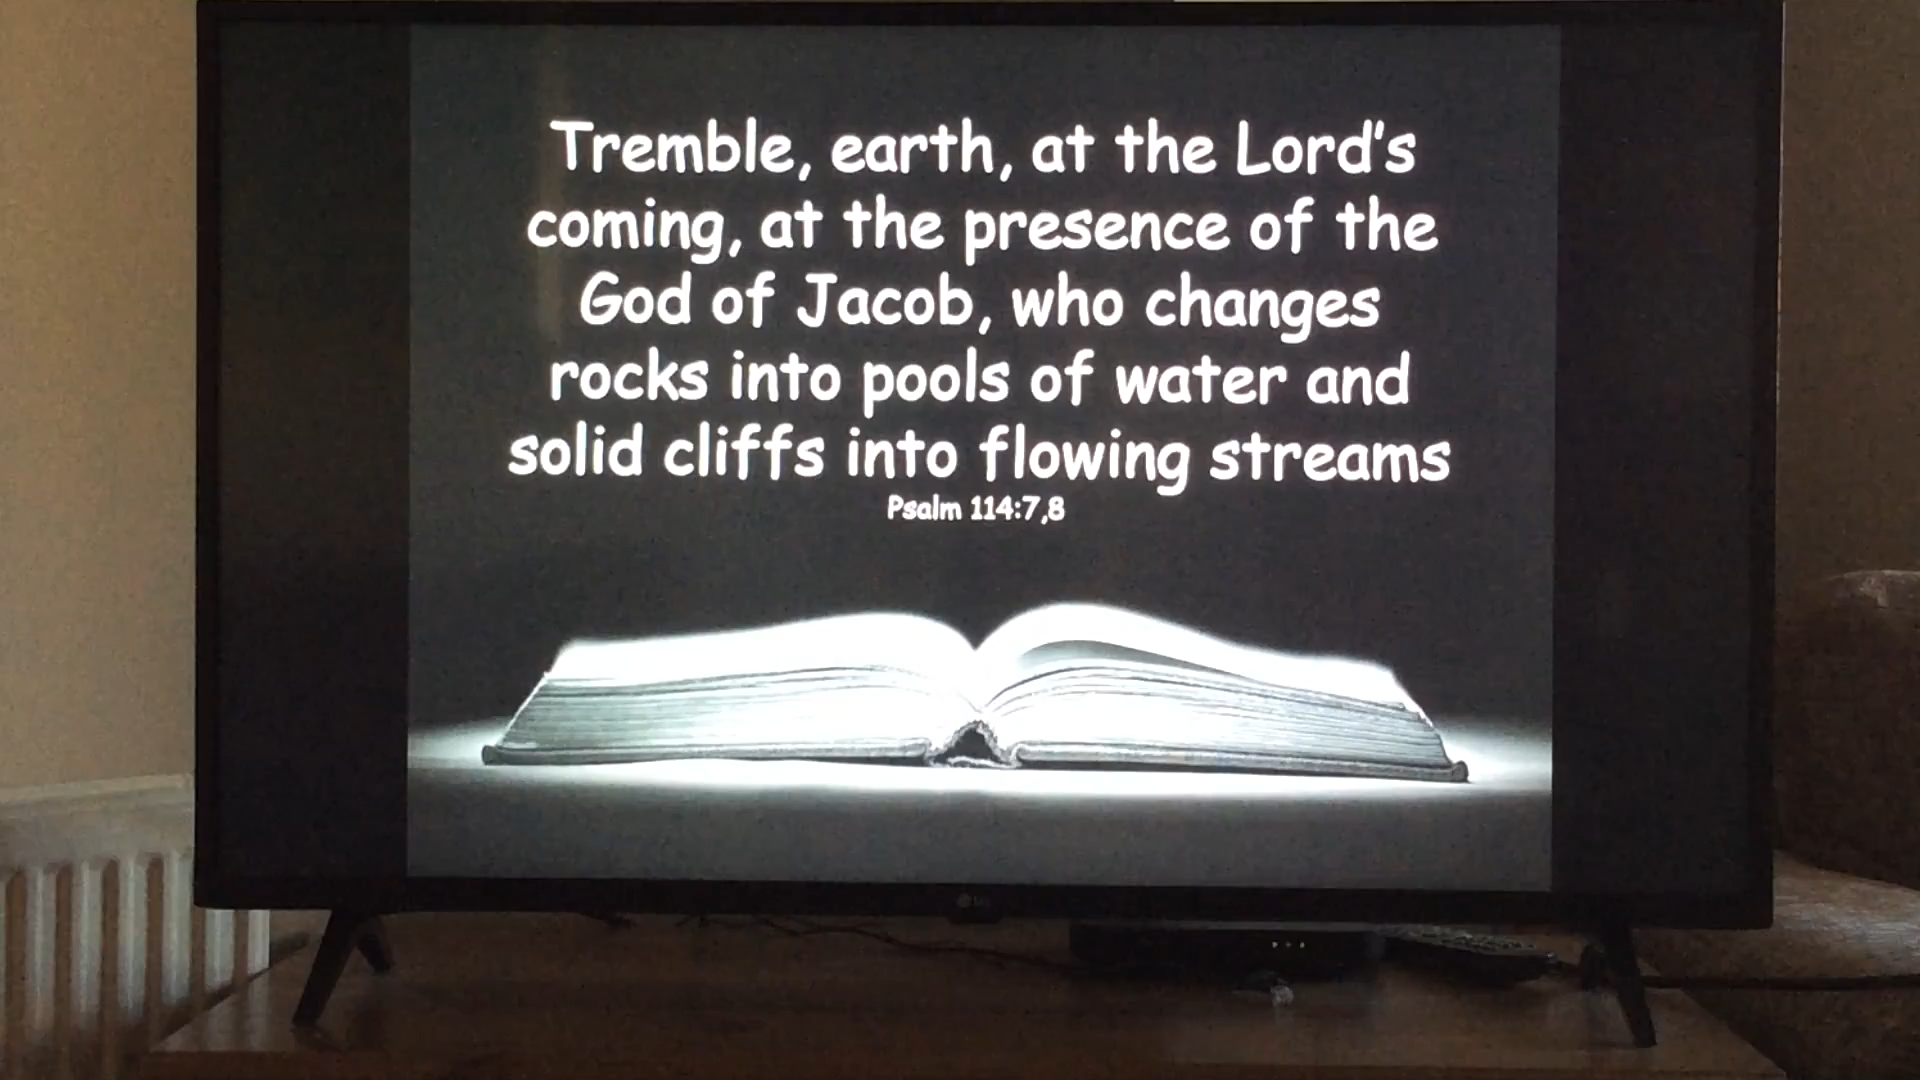 Tremble, earth, at the Lord's
coming, at the presence of the
God of Jacob, who changes
rocks into pools of water and
solid cliffs into flowing streams
Psalm 114:7,8
LG